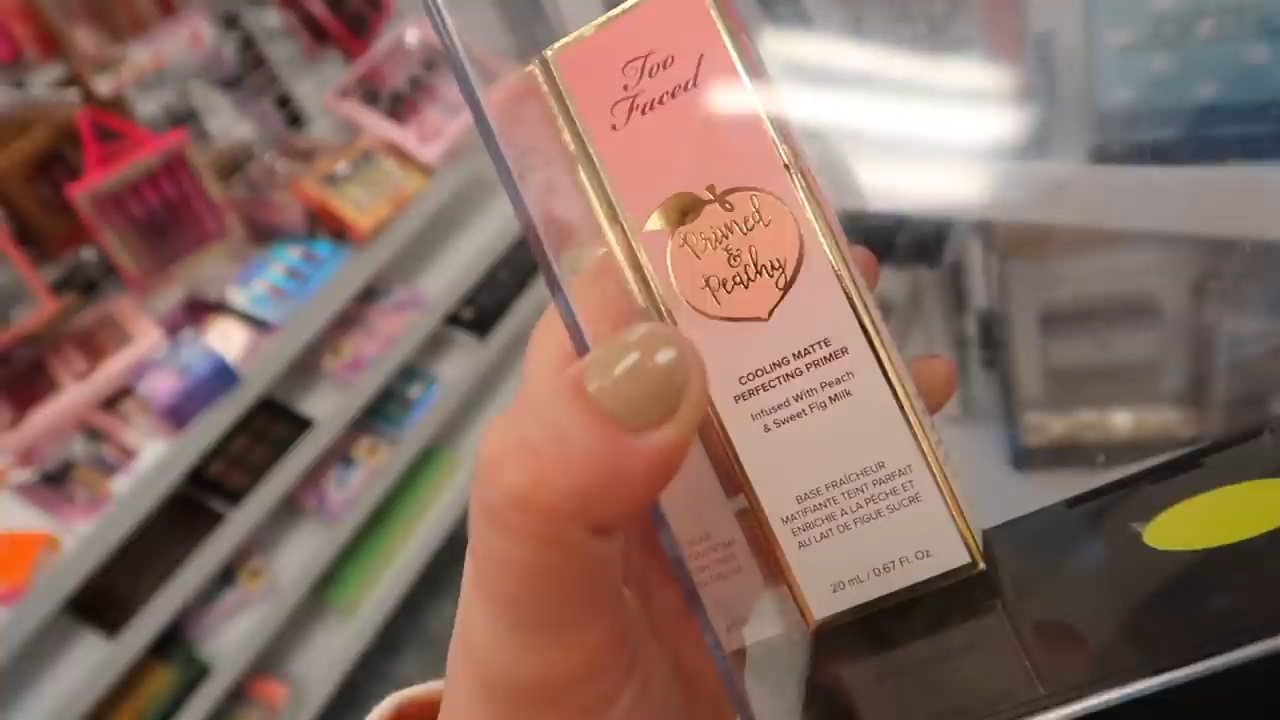 Too
Faced
Primed
&
Peachy
COOLING MATTE
PERFECTING PRIMER
Infused With Peach
& Sweet Fig Milk
BASE FRAÎCHEUR
MATIFIANTE TEINT PARFAIT
ENRICHIE À LA PÊCHE ET
AU LAIT DE FIGUE SUCRÉ
20 mL / 0.67 Fl. Oz.